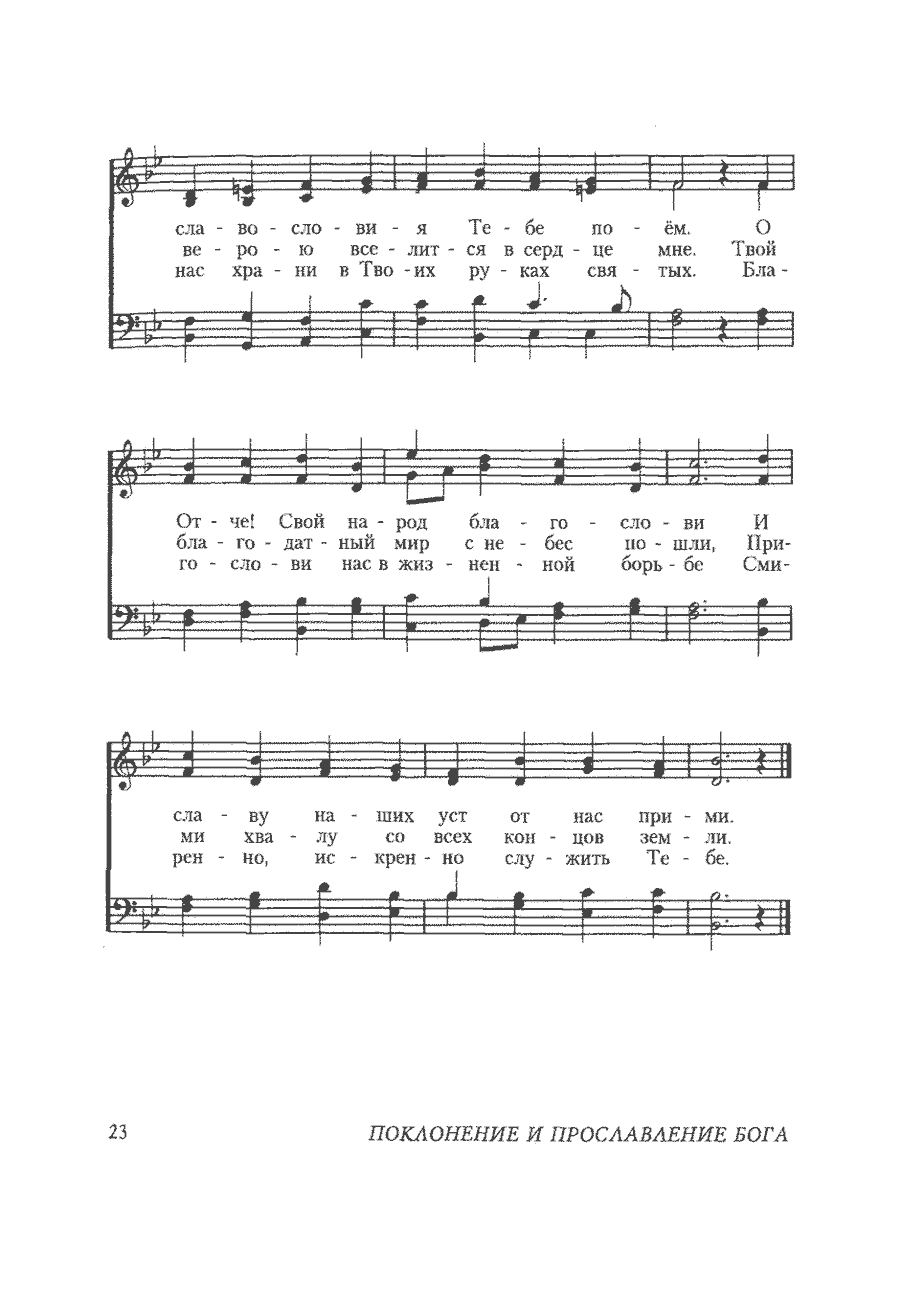 сла - во - сло - ви - я Те - бе по - ём. О
ве - ро - ю все - лит - ся в серд - це мне. Твой
нас хра - ни в Тво - их ру - ках свя - тых. Бла -
От - че! Свой на - род бла - го - сло - ви И
бла - го - дат - ный мир с не - бес по - шли, При-
го - сло - ви нас в жиз - нен - ной борь - бе Сми-
сла - ву на - ших уст от нас при - ми.
ми хва - лу со всех кон - цов зем - ли.
рен - но, ис - крен - но слу - жить Те - бе.
23 ПОКЛОНЕНИЕ И ПРОСЛАВЛЕНИЕ БОГА